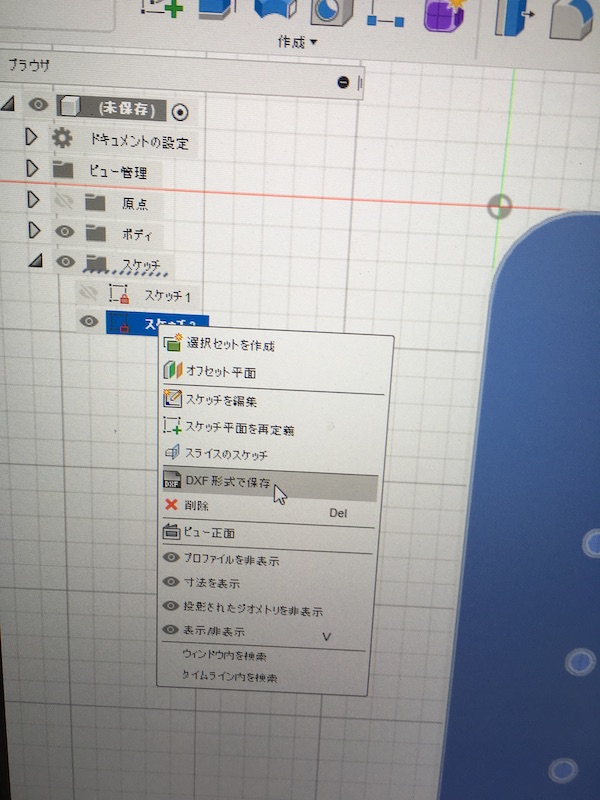 作成▼
ブラウザ
(未保存)
ドキュメントの設定
ビュー管理
原点
ボディ
スケッチ
スケッチ1
選択セットを作成
オフセット平面
スケッチを編集
スケッチ平面を再定義
スライスのスケッチ
DXF DXF 形式で保存
削除 Del
ビュー正面
プロファイルを非表示
寸法を表示
投影されたジオメトリを非表示
表示/非表示 V
ウィンドウ内を検索
タイムライン内を検索